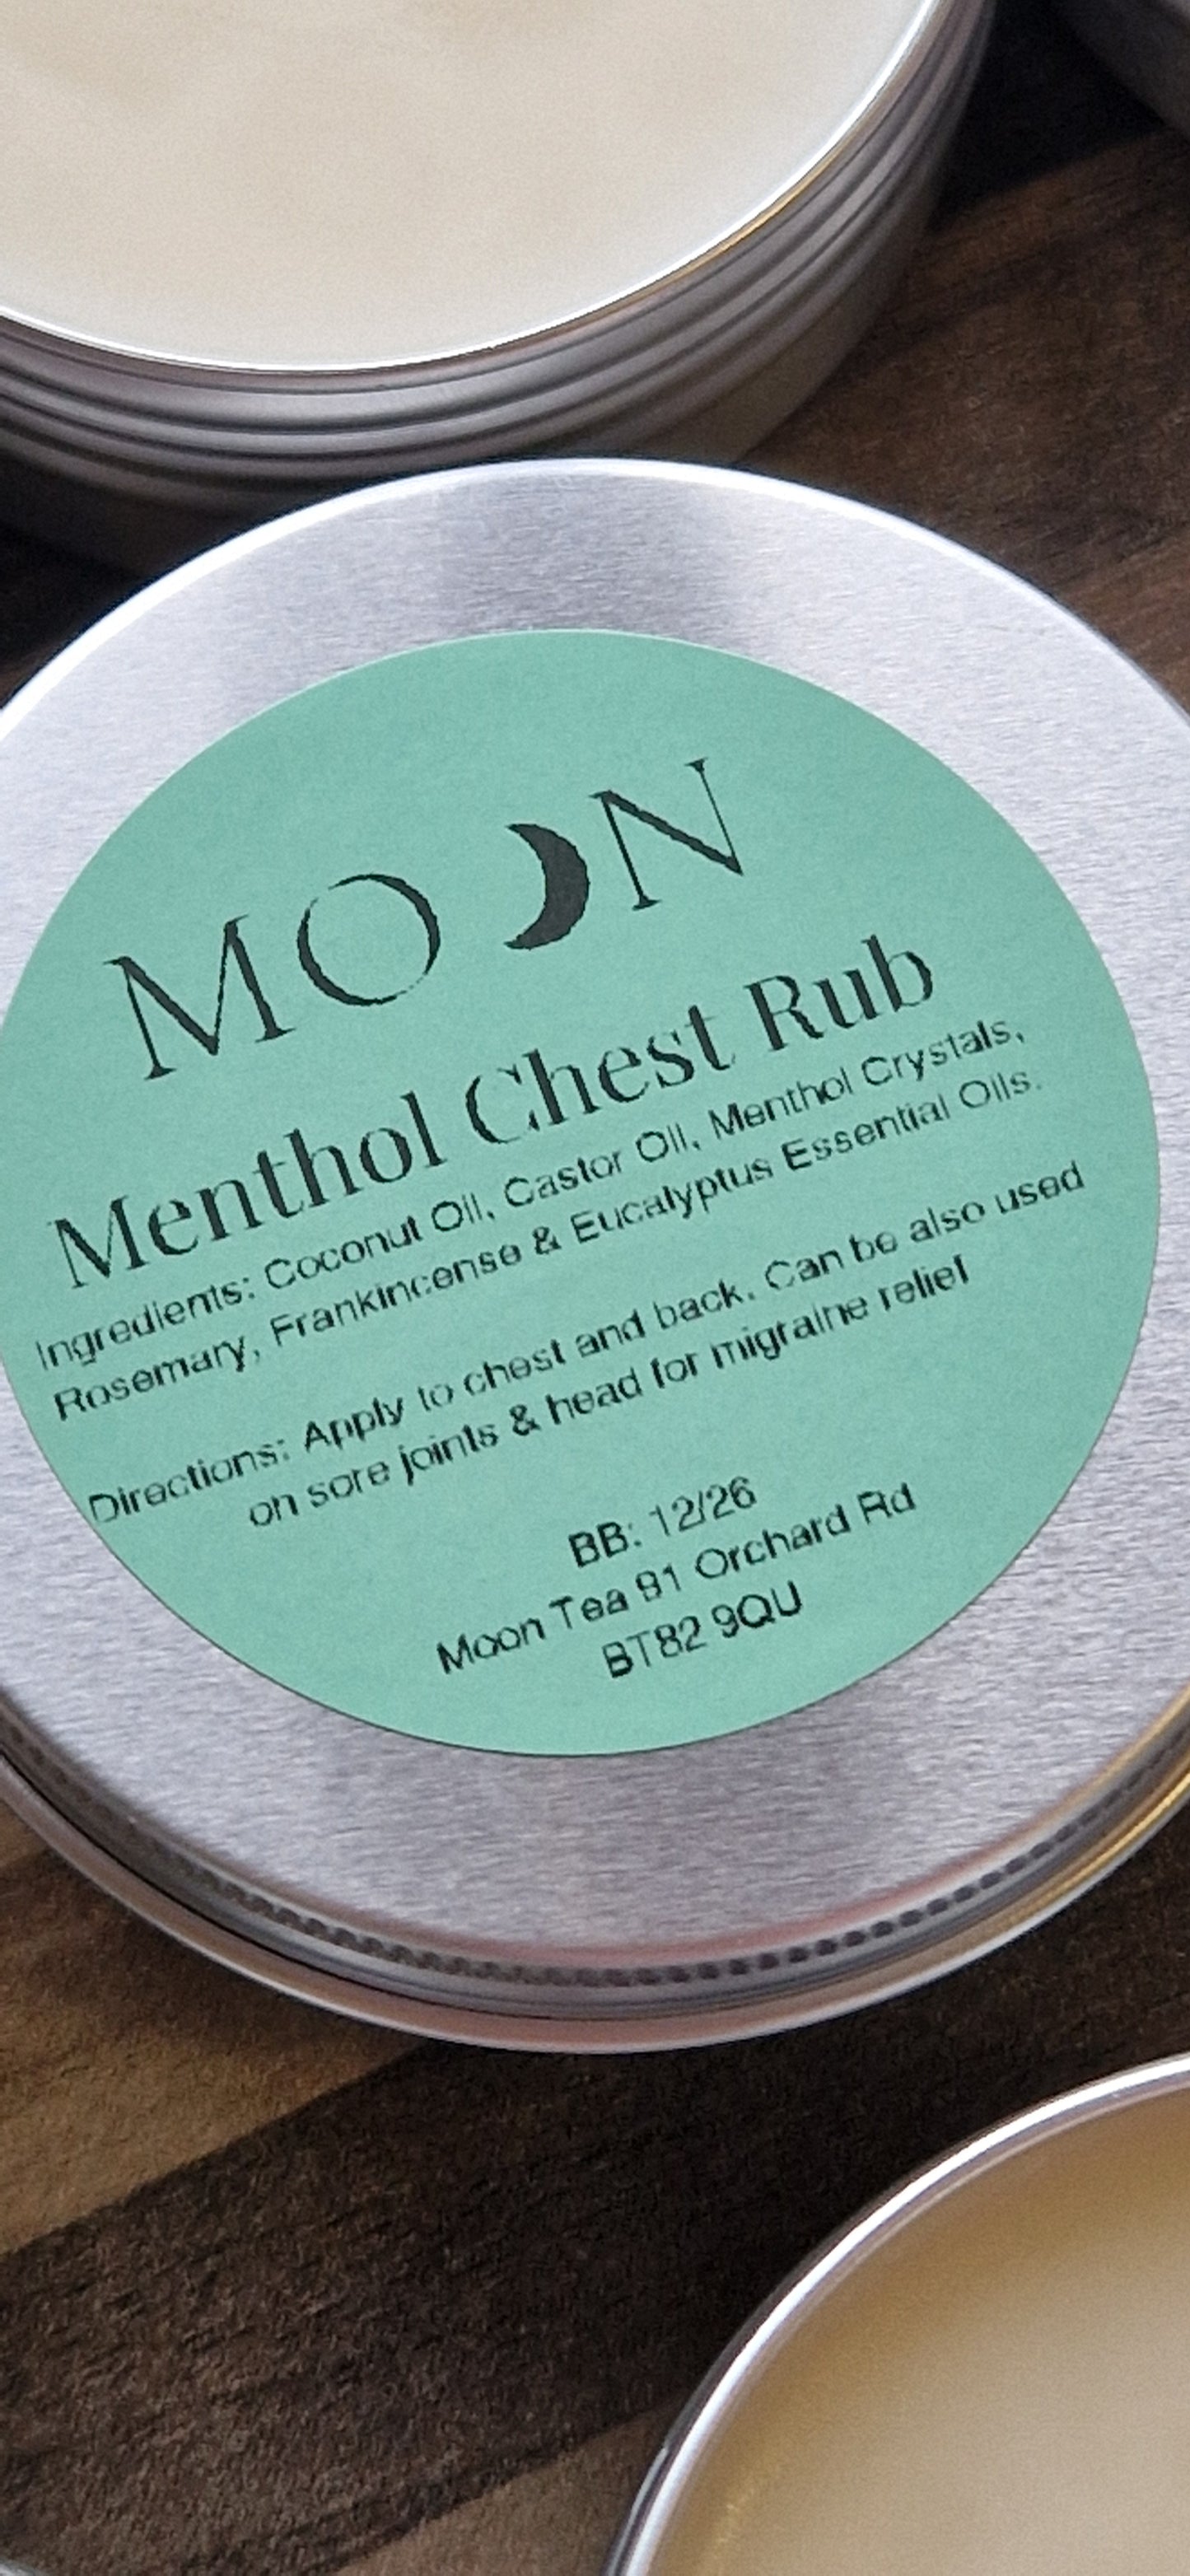 MOON
Menthol Chest Rub
Ingredients: Coconut Oil, Castor Oil, Menthol Crystals,
Rosemary, Frankincense & Eucalyptus Essential Oils.
Directions: Apply to chest and back. Can be also used
on sore joints & head for migraine relief
BB: 12/26
Moon Tea 91 Orchard Rd
BT82 9QU